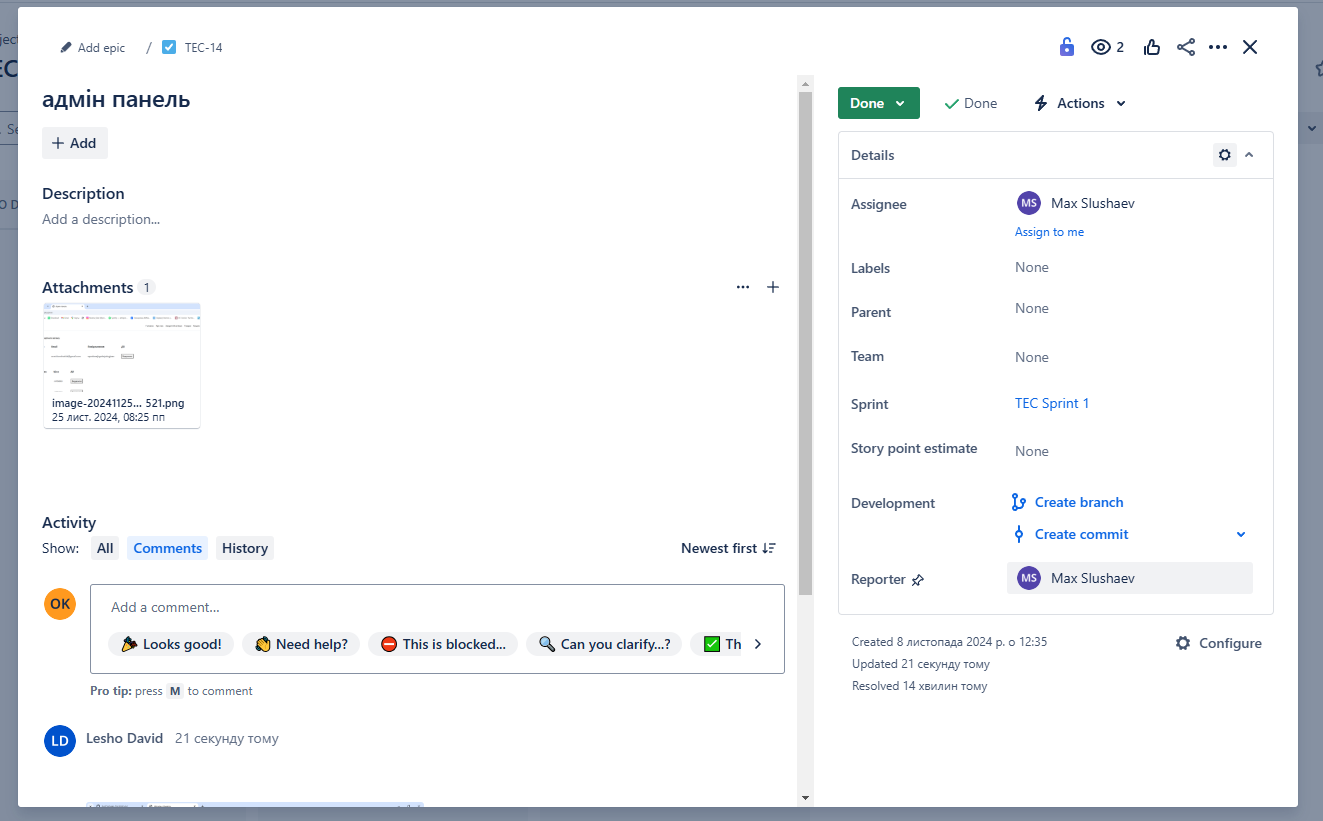 Add epic / TEC-14
2
адмін панель
Add
Description
Add a description...
Attachments 1
image-20241125... 521.png
25 лист. 2024, 08:25 пп
Activity
Show: All Comments History
Newest first
OK
Add a comment...
Looks good! Need help? This is blocked... Can you clarify...? Th
Pro tip: press M to comment
LD Lesho David 21 секунду тому
Done Done Actions
Details
Assignee MS Max Slushaev
Assign to me
Labels None
Parent None
Team None
Sprint TEC Sprint 1
Story point estimate None
Development Create branch
Create commit
Reporter MS Max Slushaev
Created 8 листопада 2024 р. о 12:35
Configure
Updated 21 секунду тому
Resolved 14 хвилин тому